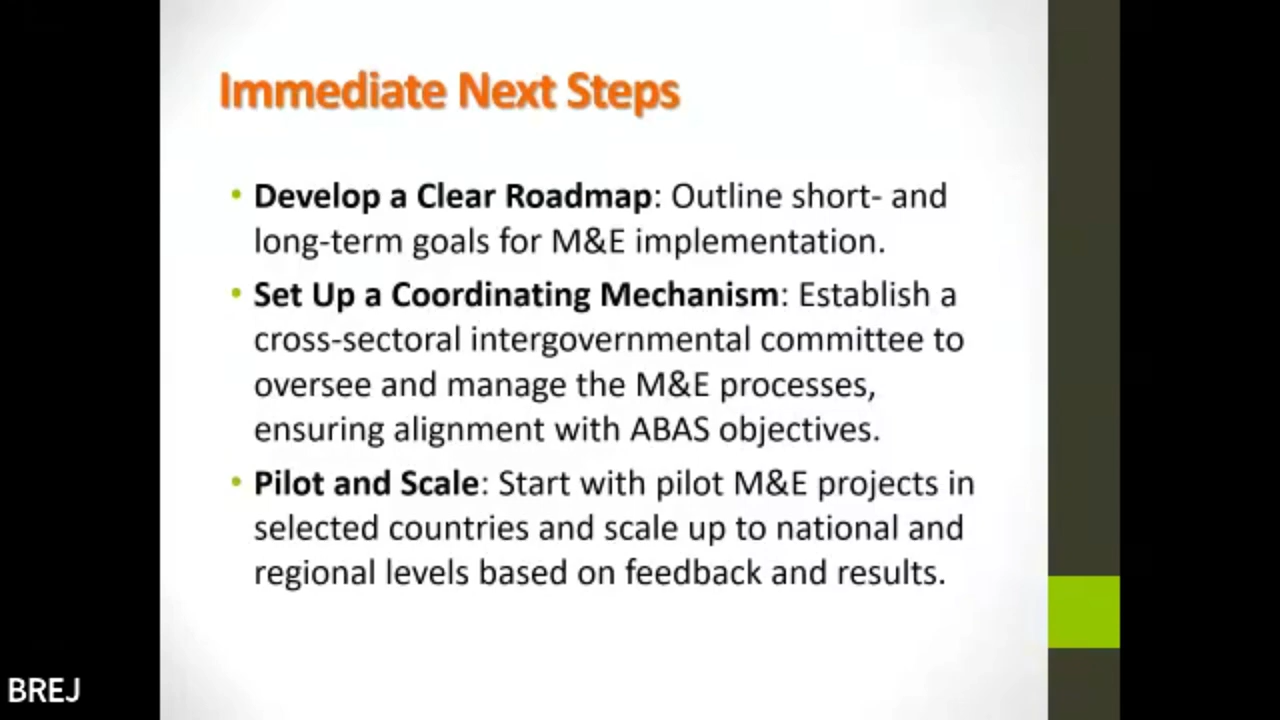 Immediate Next Steps
• Develop a Clear Roadmap: Outline short- and
long-term goals for M&E implementation.
• Set Up a Coordinating Mechanism: Establish a
cross-sectoral intergovernmental committee to
oversee and manage the M&E processes,
ensuring alignment with ABAS objectives.
• Pilot and Scale: Start with pilot M&E projects in
selected countries and scale up to national and
regional levels based on feedback and results.
BREJ